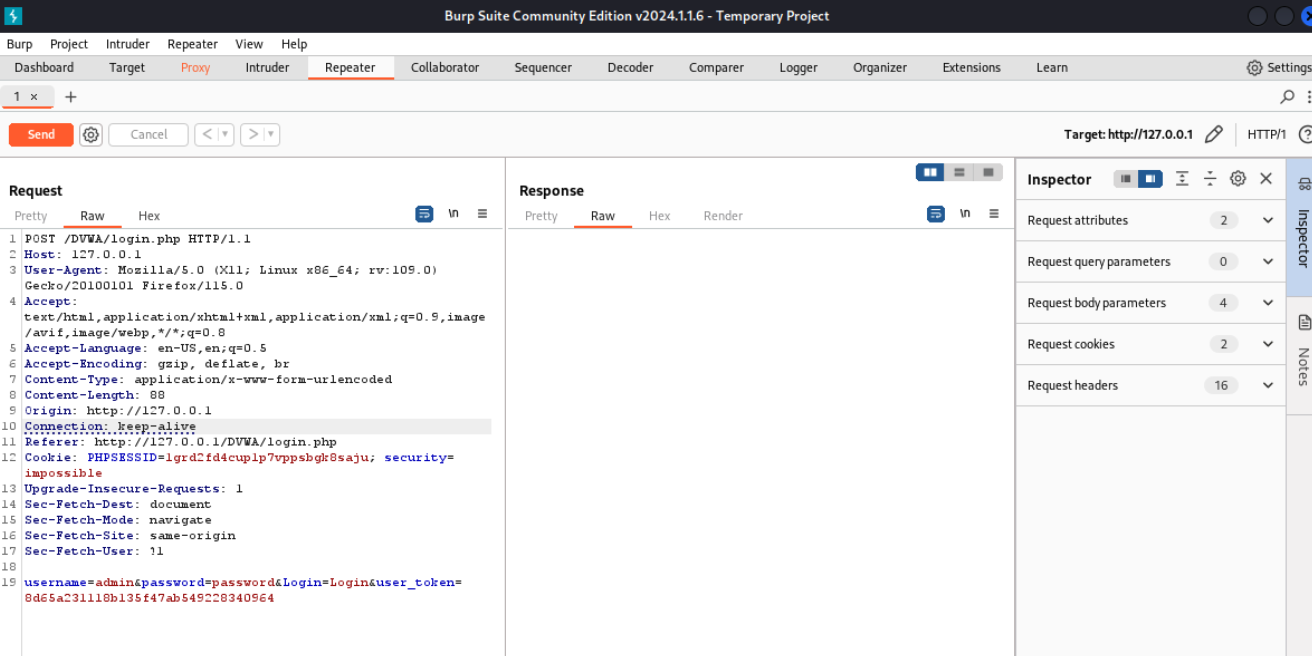 Burp Suite Community Edition v2024.1.1.6 - Temporary Project
Burp Project Intruder Repeater View Help
Dashboard Target Proxy Intruder Repeater Collaborator Sequencer Decoder Comparer Logger Organizer Extensions Learn Settings
1 × +
Send Cancel < > Target: http://127.0.0.1 HTTP/1
Request
Pretty Raw Hex \n
1 POST /DVWA/login.php HTTP/1.1
2 Host: 127.0.0.1
3 User-Agent: Mozilla/5.0 (X11; Linux x86_64; rv:109.0)
Gecko/20100101 Firefox/115.0
4 Accept:
text/html,application/xhtml+xml,application/xml;q=0.9,image
/avif,image/webp,*/*;q=0.8
5 Accept-Language: en-US,en;q=0.5
6 Accept-Encoding: gzip, deflate, br
7 Content-Type: application/x-www-form-urlencoded
8 Content-Length: 88
9 Origin: http://127.0.0.1
10 Connection: keep-alive
11 Referer: http://127.0.0.1/DVWA/login.php
12 Cookie: PHPSESSID=lgrd2fd4cup1p7vppsbgk8saju; security=
impossible
13 Upgrade-Insecure-Requests: 1
14 Sec-Fetch-Dest: document
15 Sec-Fetch-Mode: navigate
16 Sec-Fetch-Site: same-origin
17 Sec-Fetch-User: ?1
18
19 username=admin&password=password&Login=Login&user_token=
8d65a231118b135f47ab549228340964
Response
Pretty Raw Hex Render \n
Inspector
Request attributes 2
Request query parameters 0
Request body parameters 4
Request cookies 2
Request headers 16
Inspector
Notes